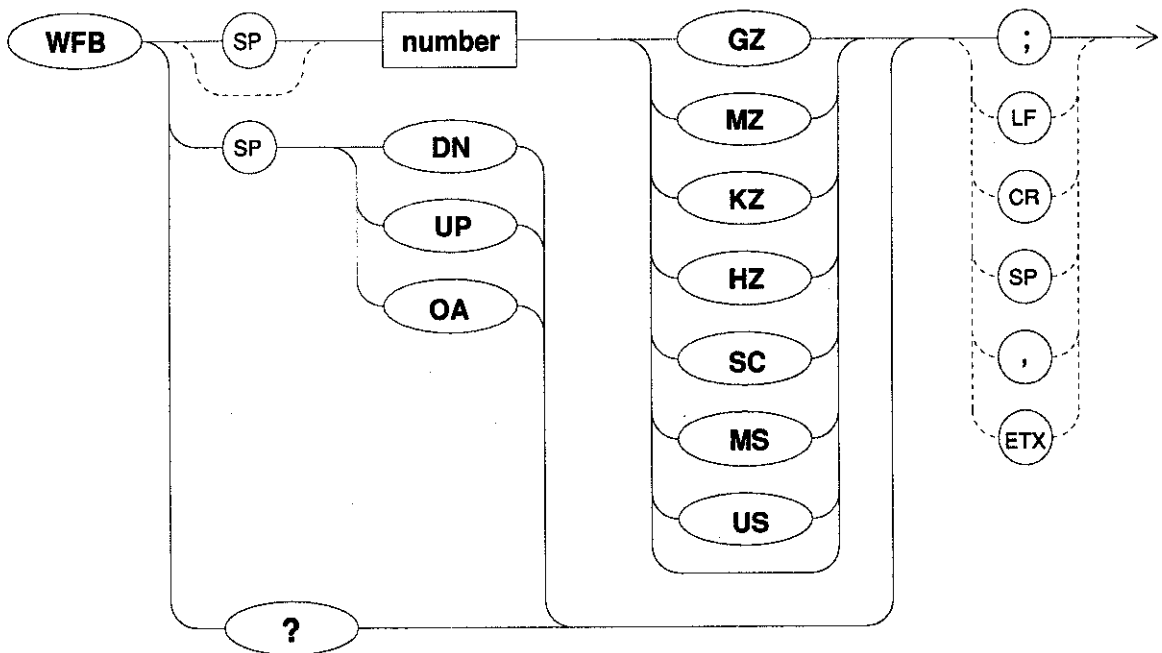 WFB SP number GZ ;
MZ LF
SP DN
KZ CR
UP
HZ SP
OA
SC ,
MS ETX
US
?